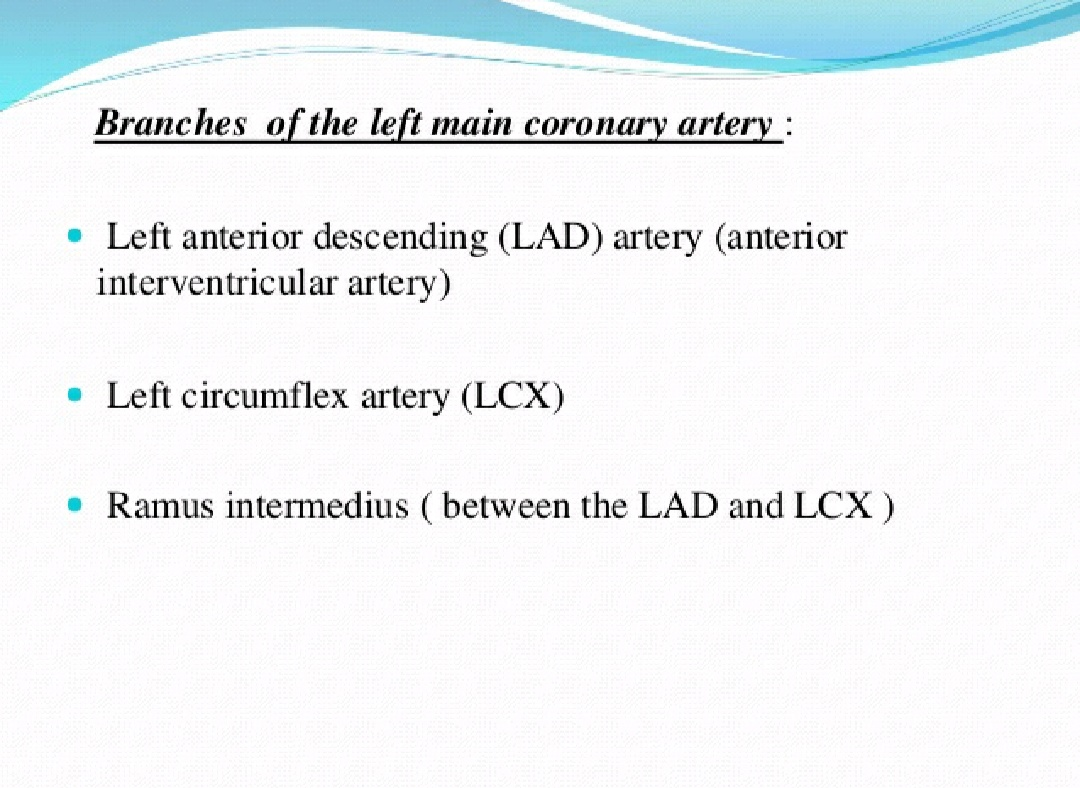 Branches of the left main coronary artery :
• Left anterior descending (LAD) artery (anterior
interventricular artery)
• Left circumflex artery (LCX)
• Ramus intermedius ( between the LAD and LCX )